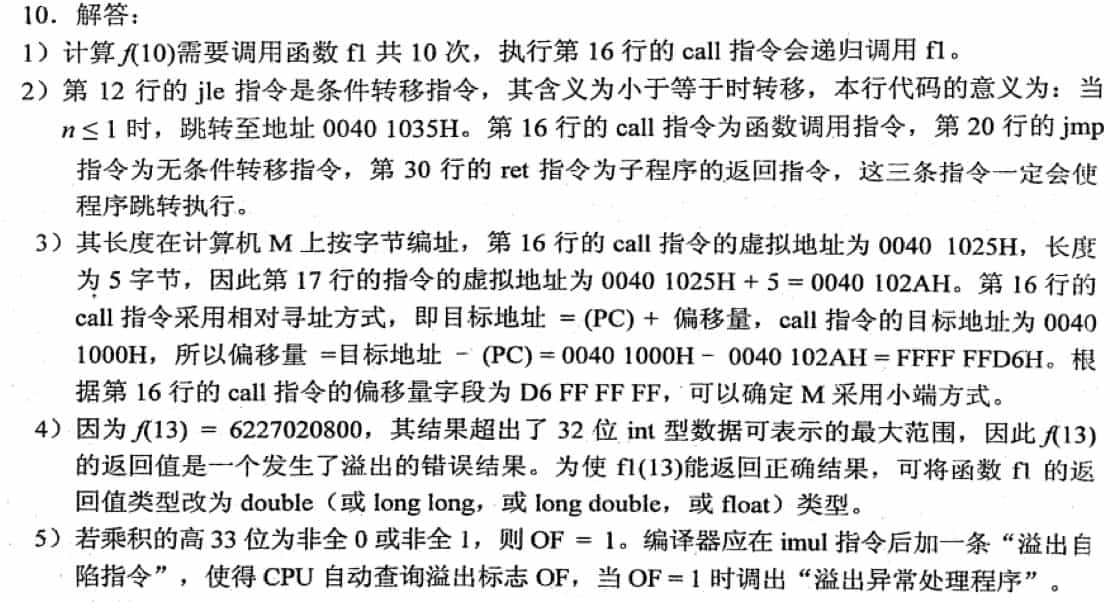 10．解答：
1）计算 f(10)需要调用函数 f1 共 10 次，执行第 16 行的 call 指令会递归调用 f1。
2）第 12 行的 jle 指令是条件转移指令，其含义为小于等于时转移，本行代码的意义为：当
n ≤ 1 时，跳转至地址 0040 1035H。第 16 行的 call 指令为函数调用指令，第 20 行的 jmp
指令为无条件转移指令，第 30 行的 ret 指令为子程序的返回指令，这三条指令一定会使
程序跳转执行。
3）其长度在计算机 M 上按字节编址，第 16 行的 call 指令的虚拟地址为 0040 1025H，长度
为 5 字节，因此第 17 行的指令的虚拟地址为 0040 1025H + 5 = 0040 102AH。第 16 行的
call 指令采用相对寻址方式，即目标地址 = (PC) + 偏移量，call 指令的目标地址为 0040
1000H，所以偏移量 =目标地址 － (PC) = 0040 1000H－ 0040 102AH = FFFF FFD6H。根
据第 16 行的 call 指令的偏移量字段为 D6 FF FF FF，可以确定 M 采用小端方式。
4）因为 f(13) = 6227020800，其结果超出了 32 位 int 型数据可表示的最大范围，因此 f(13)
的返回值是一个发生了溢出的错误结果。为使 f1(13)能返回正确结果，可将函数 f1 的返
回值类型改为 double（或 long long，或 long double，或 float）类型。
5）若乘积的高 33 位为非全 0 或非全 1，则 OF = 1。编译器应在 imul 指令后加一条“溢出自
陷指令”，使得 CPU 自动查询溢出标志 OF，当 OF = 1 时调出“溢出异常处理程序”。